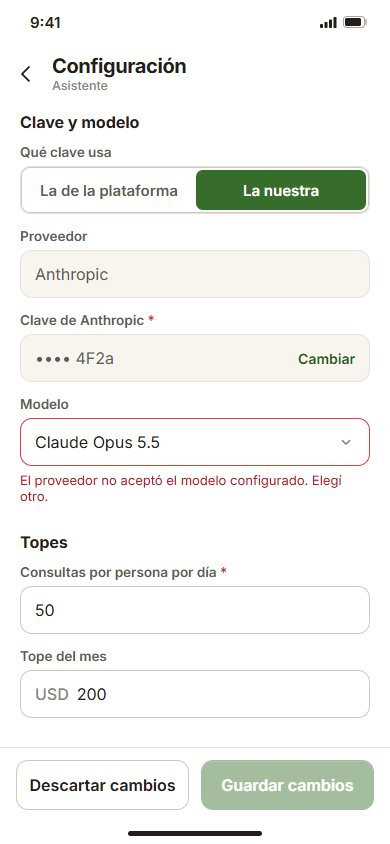 9:41
Configuración
Asistente
Clave y modelo
Qué clave usa
La de la plataforma
La nuestra
Proveedor
Anthropic
Clave de Anthropic *
•••• 4F2a
Cambiar
Modelo
Claude Opus 5.5
El proveedor no aceptó el modelo configurado. Elegí
otro.
Topes
Consultas por persona por día *
50
Tope del mes
USD 200
Descartar cambios
Guardar cambios